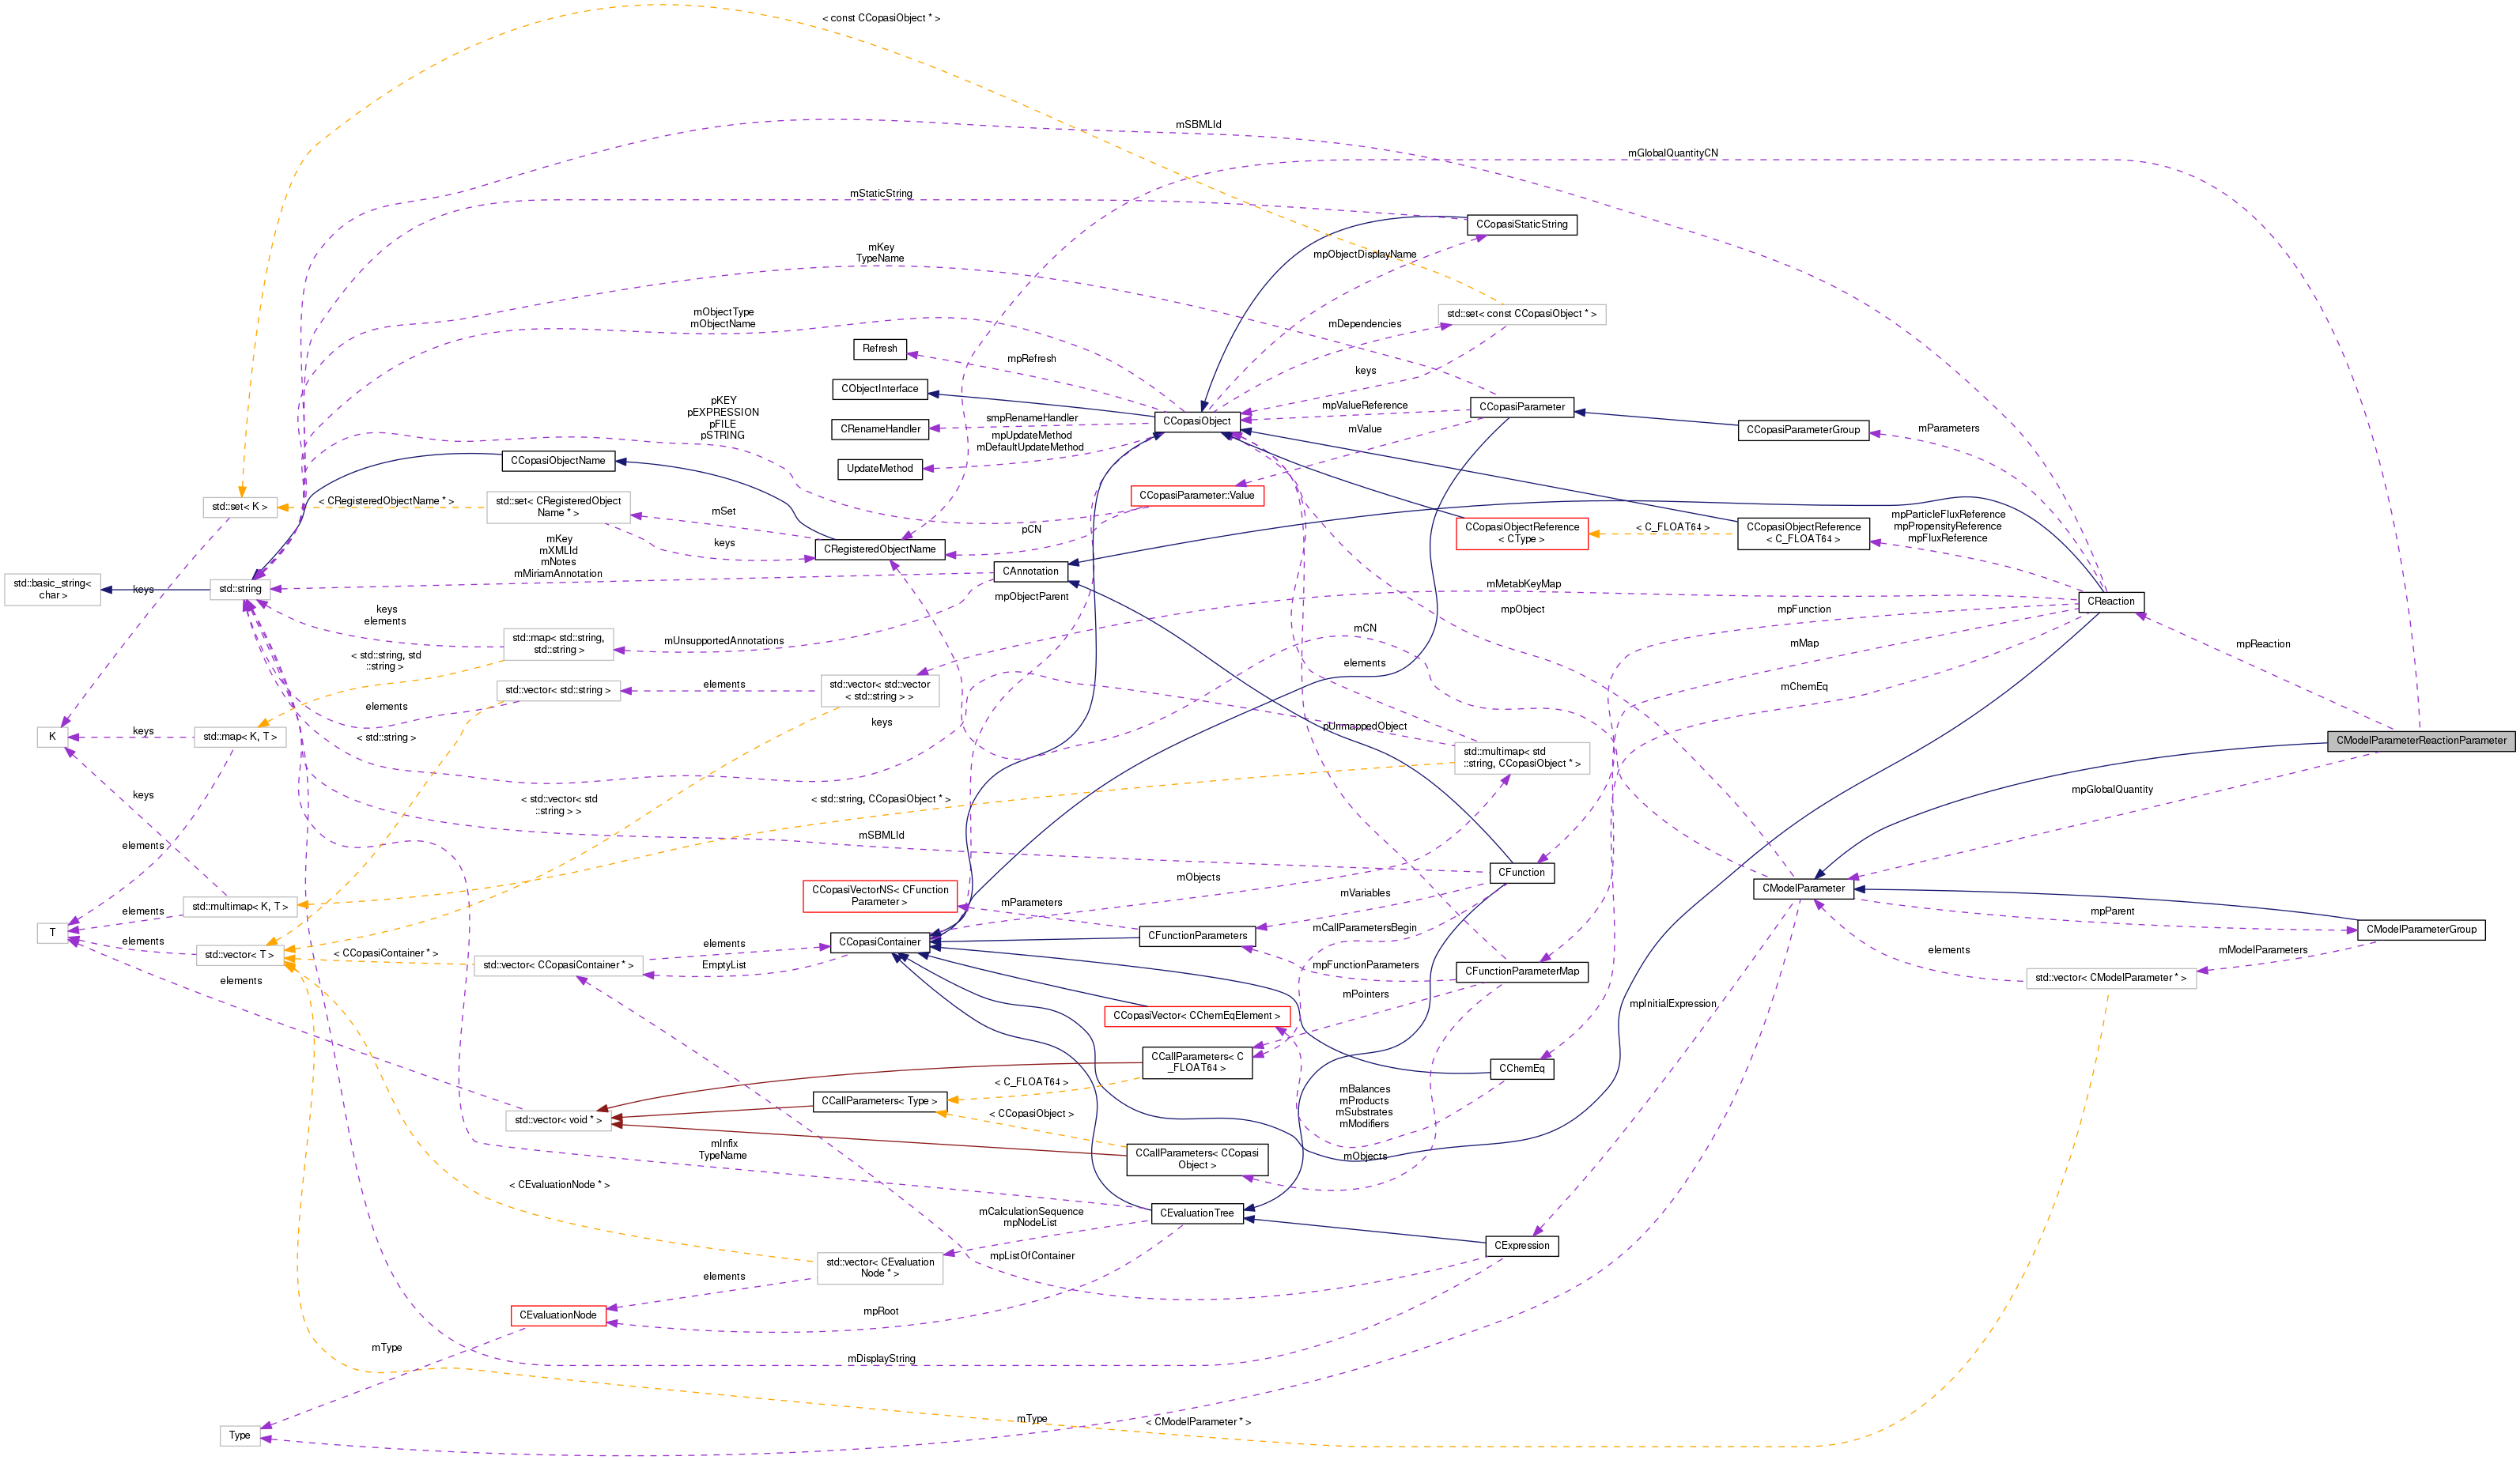 < const CCopasiObject * >
mSBMLId
mGlobalQuantityCN
mStaticString
CCopasiStaticString
mKey
TypeName
mpObjectDisplayName
mObjectType
mObjectName
std::set< const CCopasiObject * >
mDependencies
Refresh
mpRefresh
keys
CObjectInterface
pKEY
pEXPRESSION
pFILE
pSTRING
smpRenameHandler
CRenameHandler
CCopasiObject
mpValueReference
CCopasiParameter
mParameters
CCopasiParameterGroup
mValue
mpUpdateMethod
mDefaultUpdateMethod
CCopasiObjectName
UpdateMethod
std::set< K >
< CRegisteredObjectName * >
std::set< CRegisteredObject
Name * >
mSet
CCopasiParameter::Value
keys
pCN
CRegisteredObjectName
CCopasiObjectReference
< CType >
< C_FLOAT64 >
CCopasiObjectReference
< C_FLOAT64 >
mpParticleFluxReference
mpPropensityReference
mpFluxReference
mKey
mXMLId
mNotes
mMiriamAnnotation
CAnnotation
std::basic_string<
char >
std::string
keys
mpObjectParent
mMetabKeyMap
CReaction
keys
elements
mpObject
mpFunction
mCN
mMap
mpReaction
std::map< std::string,
std::string >
mUnsupportedAnnotations
< std::string, std
::string >
elements
std::vector< std::string >
elements
std::vector< std::vector
< std::string > >
mChemEq
elements
keys
pUnmappedObject
K
keys
std::map< K, T >
< std::string >
std::multimap< std
::string, CCopasiObject * >
CModelParameterReactionParameter
keys
< std::vector< std
::string > >
< std::string, CCopasiObject * >
mpGlobalQuantity
mSBMLId
elements
CFunction
mObjects
CCopasiVectorNS< CFunction
Parameter >
mParameters
mVariables
CModelParameter
std::multimap< K, T >
elements
mpParent
CModelParameterGroup
T
elements
std::vector< T >
< CCopasiContainer * >
std::vector< CCopasiContainer * >
elements
EmptyList
CCopasiContainer
CFunctionParameters
mCallParametersBegin
mpFunctionParameters
CFunctionParameterMap
elements
mModelParameters
std::vector< CModelParameter * >
elements
mPointers
mpInitialExpression
CCopasiVector< CChemEqElement >
CCallParameters< C
_FLOAT64 >
CChemEq
< C_FLOAT64 >
CCallParameters< Type >
std::vector< void * >
< CCopasiObject >
mBalances
mProducts
mSubstrates
mModifiers
mInfix
TypeName
CCallParameters< CCopasi
Object >
mObjects
< CEvaluationNode * >
mCalculationSequence
mpNodeList
CEvaluationTree
mpListOfContainer
CExpression
std::vector< CEvaluation
Node * >
elements
CEvaluationNode
mpRoot
mType
mDisplayString
mType
< CModelParameter * >
Type